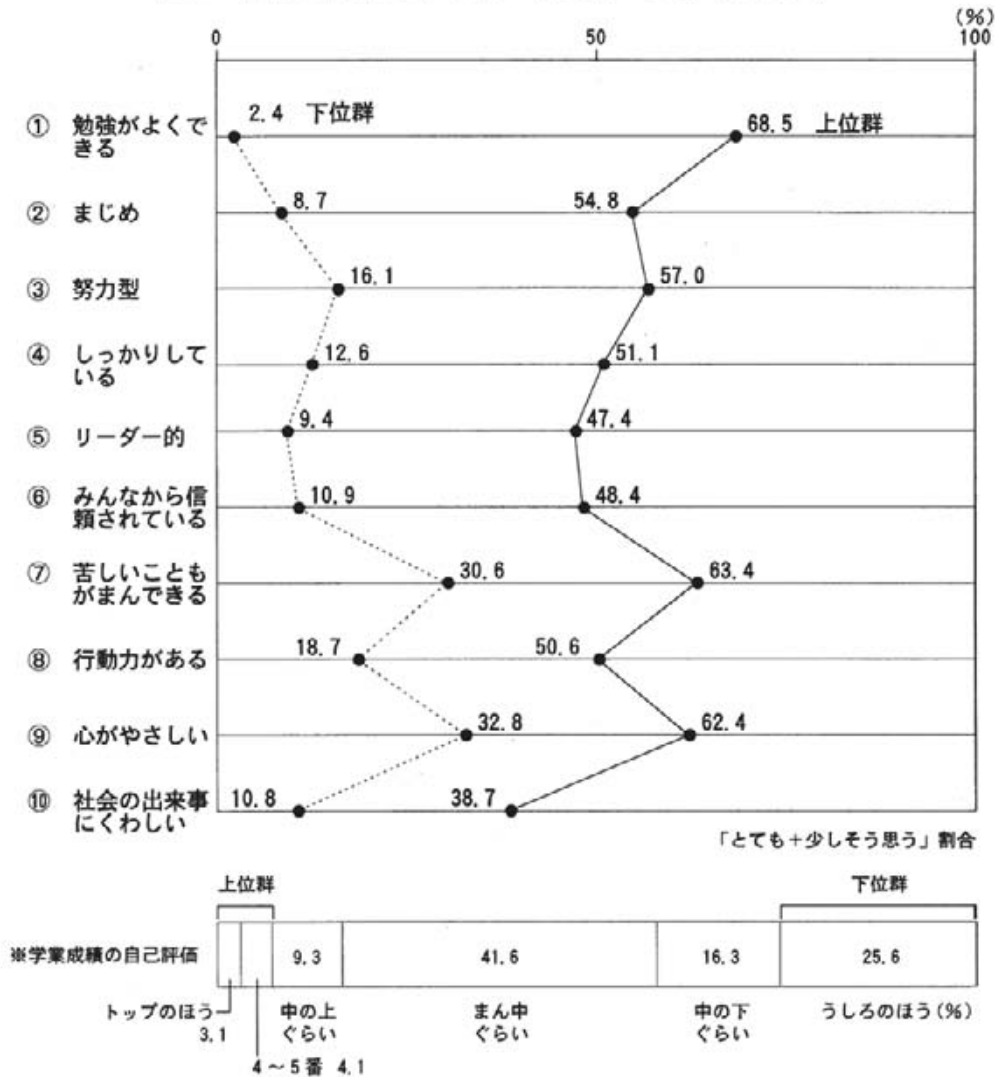 (%)
0 50 100
① 勉強がよくで
きる
2.4 下位群
68.5 上位群
② まじめ
8.7
54.8
③ 努力型
16.1
57.0
④ しっかりして
いる
12.6
51.1
⑤ リーダー的
9.4
47.4
⑥ みんなから信
頼されている
10.9
48.4
⑦ 苦しいことも
がまんできる
30.6
63.4
⑧ 行動力がある
18.7
50.6
⑨ 心がやさしい
32.8
62.4
⑩ 社会の出来事
にくわしい
10.8
38.7
「とても+少しそう思う」割合
上位群
下位群
※学業成績の自己評価
9.3
41.6
16.3
25.6
トップのほう
3.1
4～5番 4.1
中の上
ぐらい
まん中
ぐらい
中の下
ぐらい
うしろのほう(%)